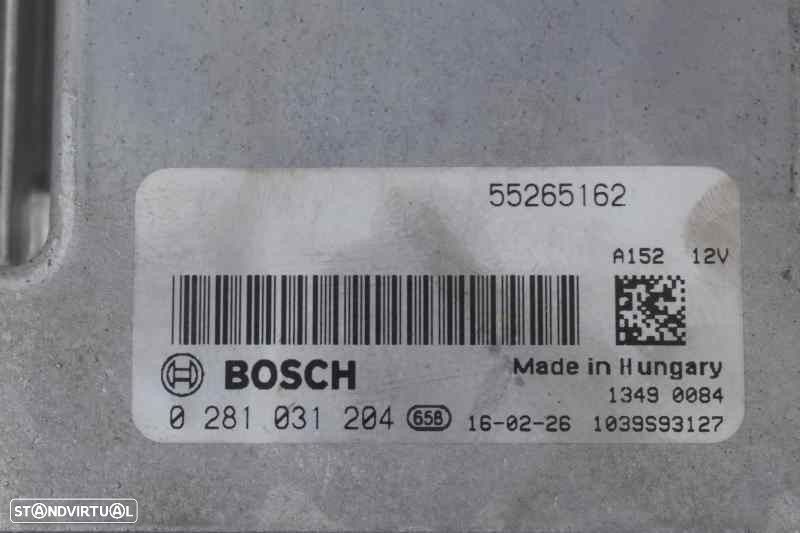 55265162
A152 12V
BOSCH
Made in Hungary
1349 0084
0 281 031 204 658 16-02-26 1039S93127
STANDVIRTUAL